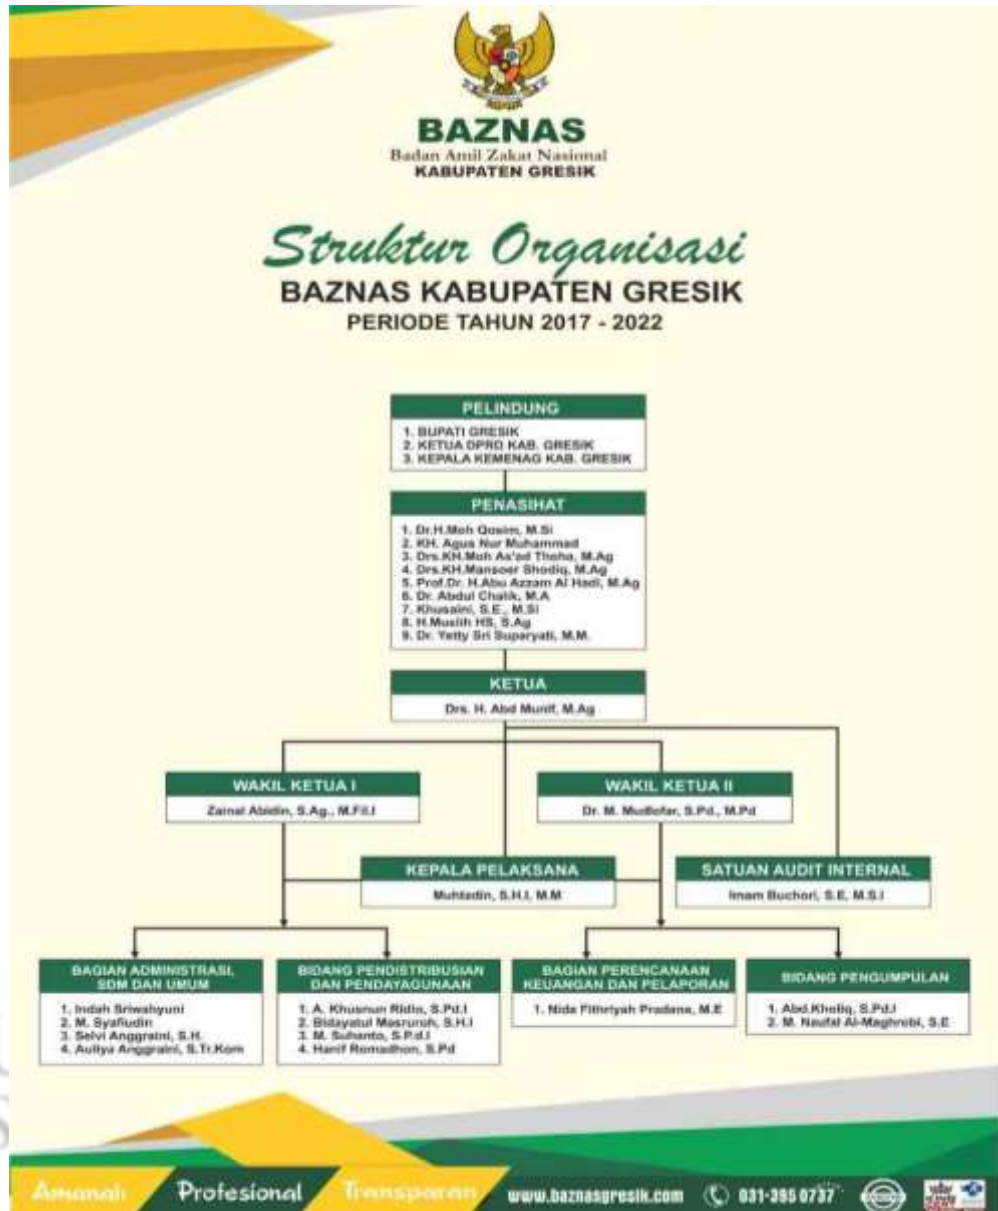 BAZNAS
Badan Amil Zakat Nasional
KABUPATEN GRESIK
Struktur Organisasi
BAZNAS KABUPATEN GRESIK
PERIODE TAHUN 2017 - 2022
PELINDUNG
1. BUPATI GRESIK
2. KETUA DPRD KAB. GRESIK
3. KEPALA KEMENAG KAB. GRESIK
PENASIHAT
1. Dr.H.Moh Qosim, M.Si
2. KH. Agus Nur Muhammad
3. Drs.KH.Moh As'ad Thoha, M.Ag
4. Drs.KH.Mansoer Shodiq, M.Ag
5. Prof.Dr. H.Abu Azzam Al Hadi, M.Ag
6. Dr. Abdul Chalik, M.A
7. Khusaini, S.E., M.Si
8. H.Muslih HS, S.Ag
9. Dr. Yetty Sri Suparyati, M.M.
KETUA
Drs. H. Abd Munif, M.Ag
WAKIL KETUA I
Zainal Abidin, S.Ag., M.Fil.I
WAKIL KETUA II
Dr. M. Mudlofar, S.Pd., M.Pd
KEPALA PELAKSANA
Muhtadin, S.H.I, M.M
SATUAN AUDIT INTERNAL
Imam Buchori, S.E, M.S.I
BAGIAN ADMINISTRASI,
SDM DAN UMUM
1. Indah Sriwahyuni
2. M. Syafiudin
3. Selvi Anggraini, S.H.
4. Auliya Anggraini, S.Tr.Kom
BIDANG PENDISTRIBUSIAN
DAN PENDAYAGUNAAN
1. A. Khusnun Ridlo, S.Pd.I
2. Bidayatul Masruroh, S.H.I
3. M. Suhanto, S.P.d.I
4. Hanif Romadhon, S.Pd
BAGIAN PERENCANAAN
KEUANGAN DAN PELAPORAN
1. Nida Fithriyah Pradana, M.E
BIDANG PENGUMPULAN
1. Abd.Kholiq, S.Pd.I
2. M. Naufal Al-Maghrobi, S.E
Amanah Profesional Transparan www.baznasgresik.com 031-395 0737